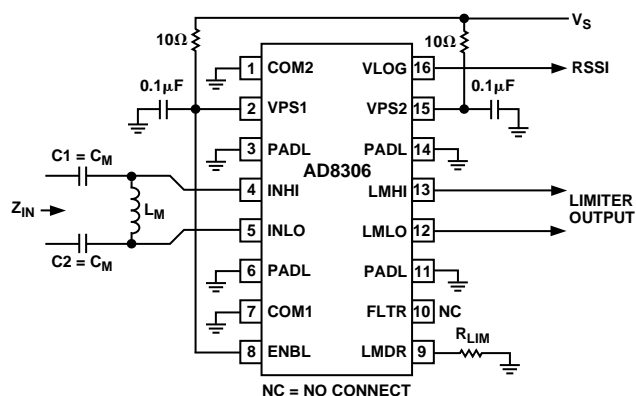 V_S
10Ω
10Ω
1 COM2 VLOG 16 RSSI
0.1µF
0.1µF
2 VPS1 VPS2 15
3 PADL PADL 14
AD8306
C1 = C_M
4 INHI LMHI 13
Z_IN L_M
LIMITER
OUTPUT
5 INLO LMLO 12
C2 = C_M
6 PADL PADL 11
7 COM1 FLTR 10 NC
R_LIM
8 ENBL LMDR 9
NC = NO CONNECT